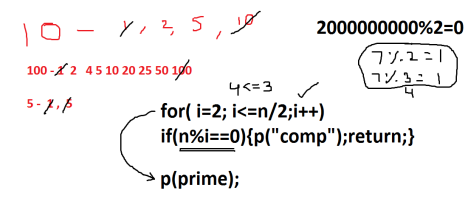 10 - 1, 2, 5, 10
2000000000%2=0
7 % 2 = 1
7 % 3 = 1
4
100 - 1 2 4 5 10 20 25 50 100
5 - 1, 5
4<=3
for( i=2; i<=n/2;i++)
if(n%i==0){p("comp");return;}
p(prime);